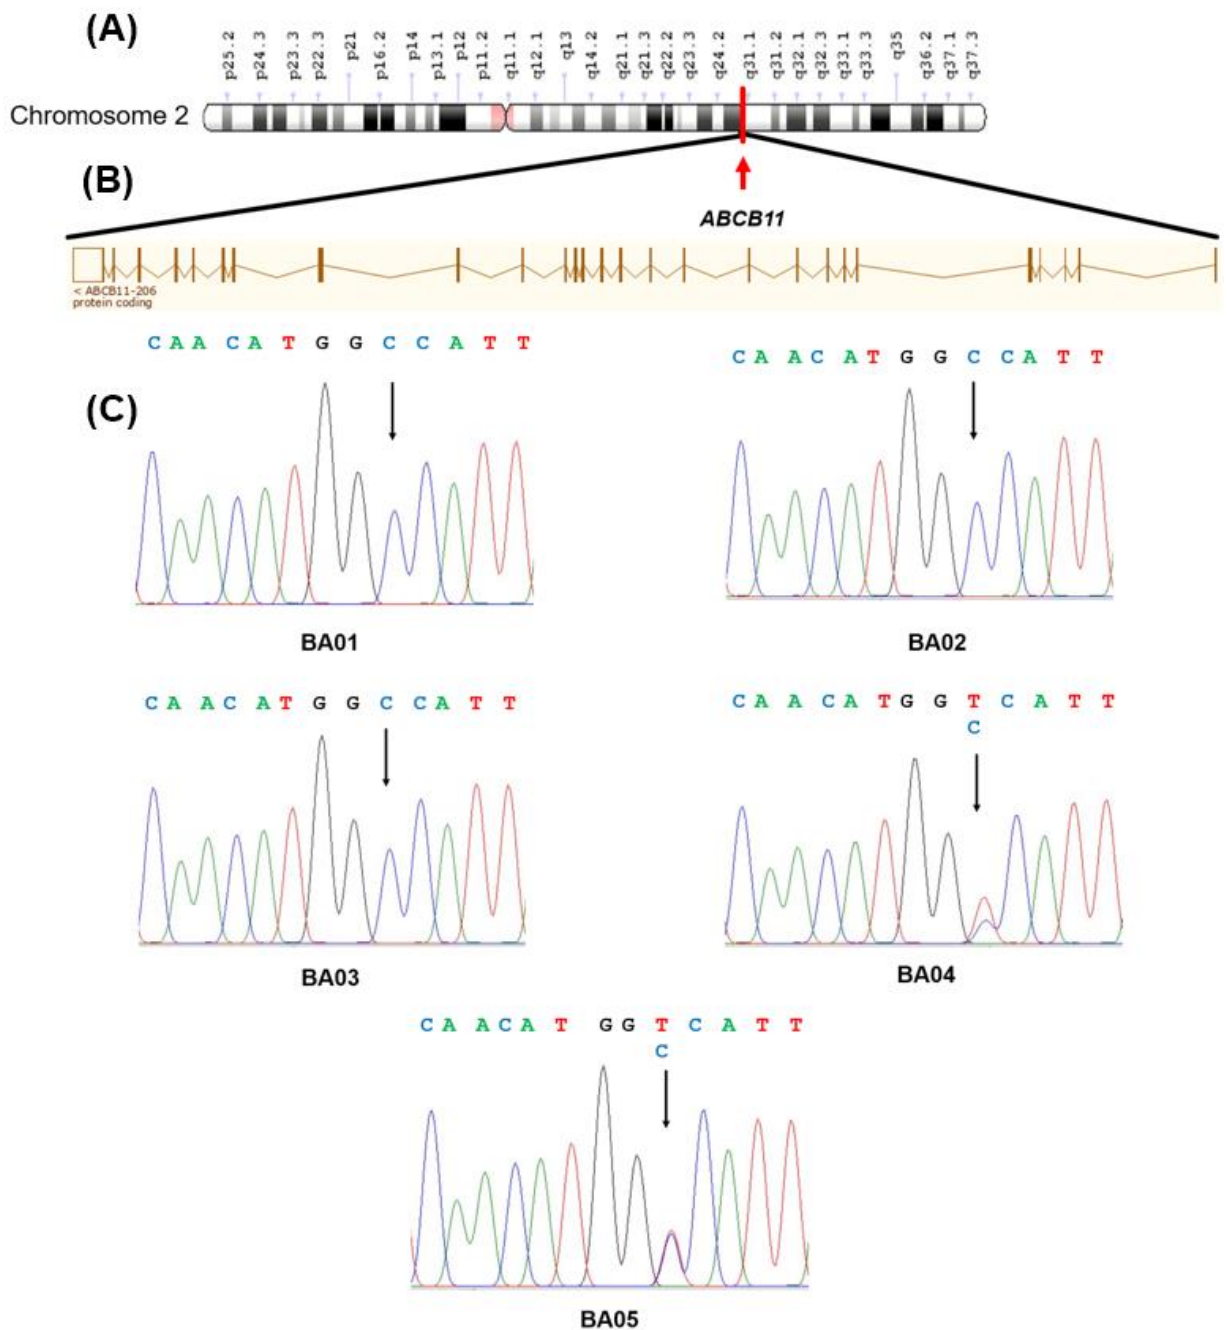 (A)
p25.2 p24.3 p23.3 p22.3 p21 p16.2 p14 p13.1 p12 p11.2 q11.1 q12.1 q13 q14.2 q21.1 q21.3 q22.2 q23.3 q24.2 q31.1 q31.2 q32.1 q32.3 q33.1 q33.3 q35 q36.2 q37.1 q37.3
Chromosome 2
(B)
ABCB11
< ABCB11-206
protein coding
(C)
C A A C A T G G C C A T T
BA01
C A A C A T G G C C A T T
BA02
C A A C A T G G C C A T T
BA03
C A A C A T G G T C A T T
C
BA04
C A A C A T G G T C A T T
C
BA05